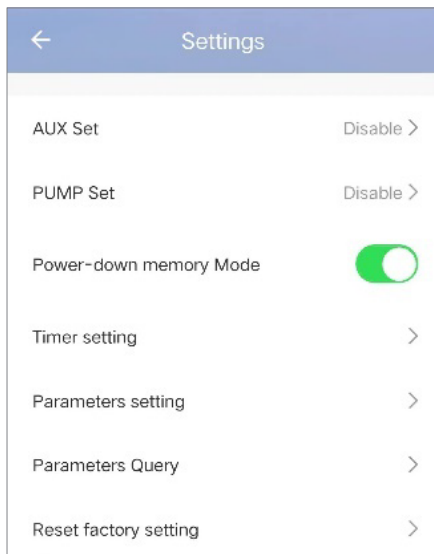 Settings
AUX Set Disable
PUMP Set Disable
Power-down memory Mode
Timer setting
Parameters setting
Parameters Query
Reset factory setting